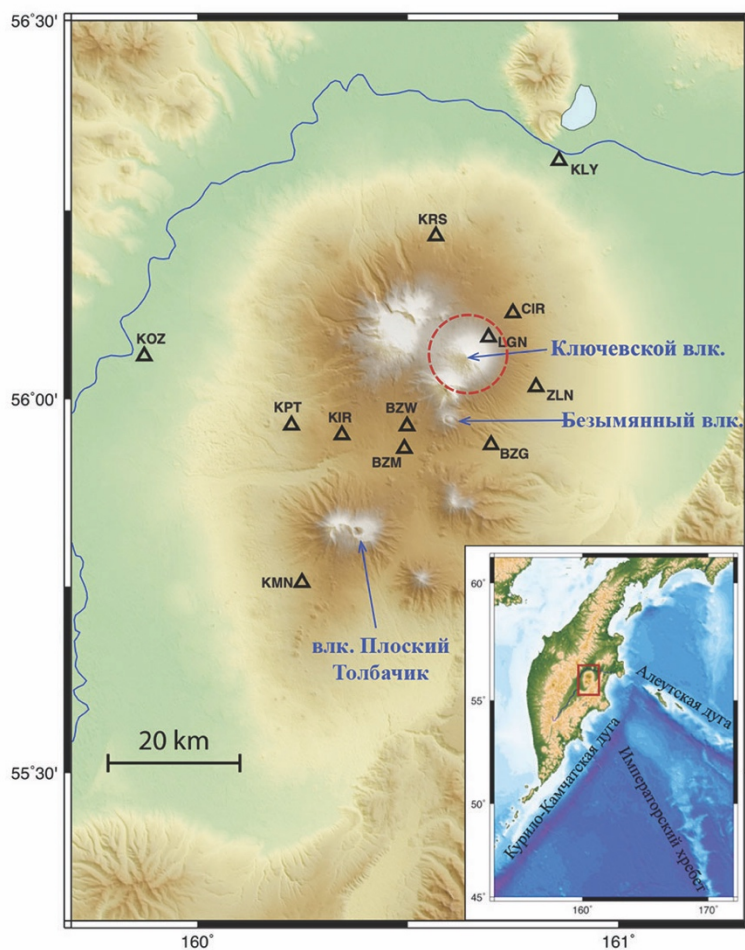 56˚30'
KLY
KRS
CIR
LGN
Ключевской влк.
KOZ
ZLN
56˚00'
KPT
KIR
BZW
Безымянный влк.
BZM
BZG
KMN
влк. Плоский
Толбачик
20 km
55˚30'
160˚
161˚
60˚
55˚
50˚
45˚
160˚
170˚
Алеутская дуга
Курило-Камчатская дуга
Императорский хребет